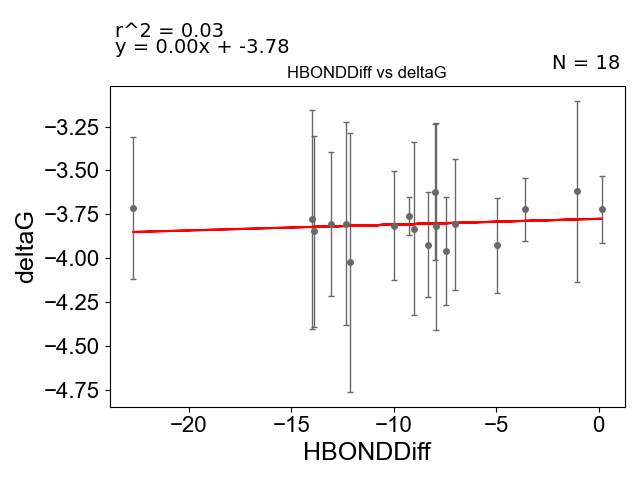 r^2 = 0.03
y = 0.00x + -3.78
N = 18
HBONDDiff vs deltaG
−3.25
−3.50
−3.75
−4.00
−4.25
−4.50
−4.75
deltaG
−20
−15
−10
−5
0
HBONDDiff